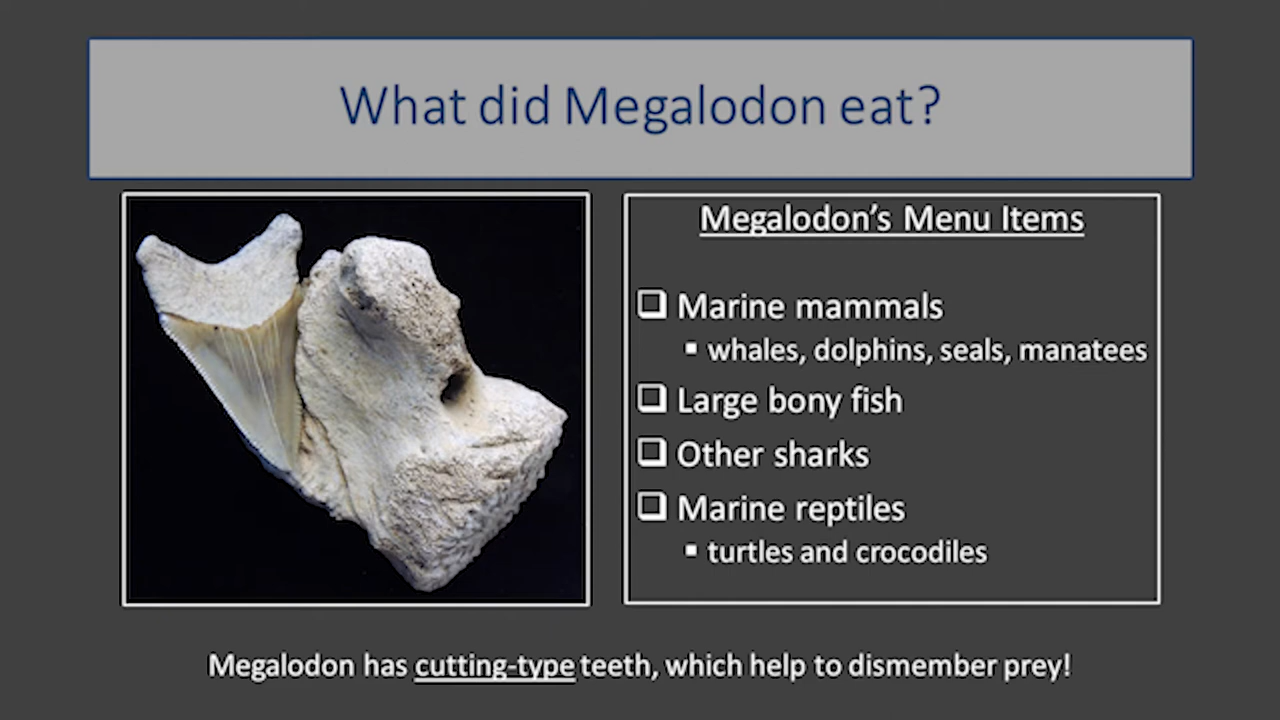 What did Megalodon eat?
Megalodon’s Menu Items
Marine mammals
whales, dolphins, seals, manatees
Large bony fish
Other sharks
Marine reptiles
turtles and crocodiles
Megalodon has cutting-type teeth, which help to dismember prey!